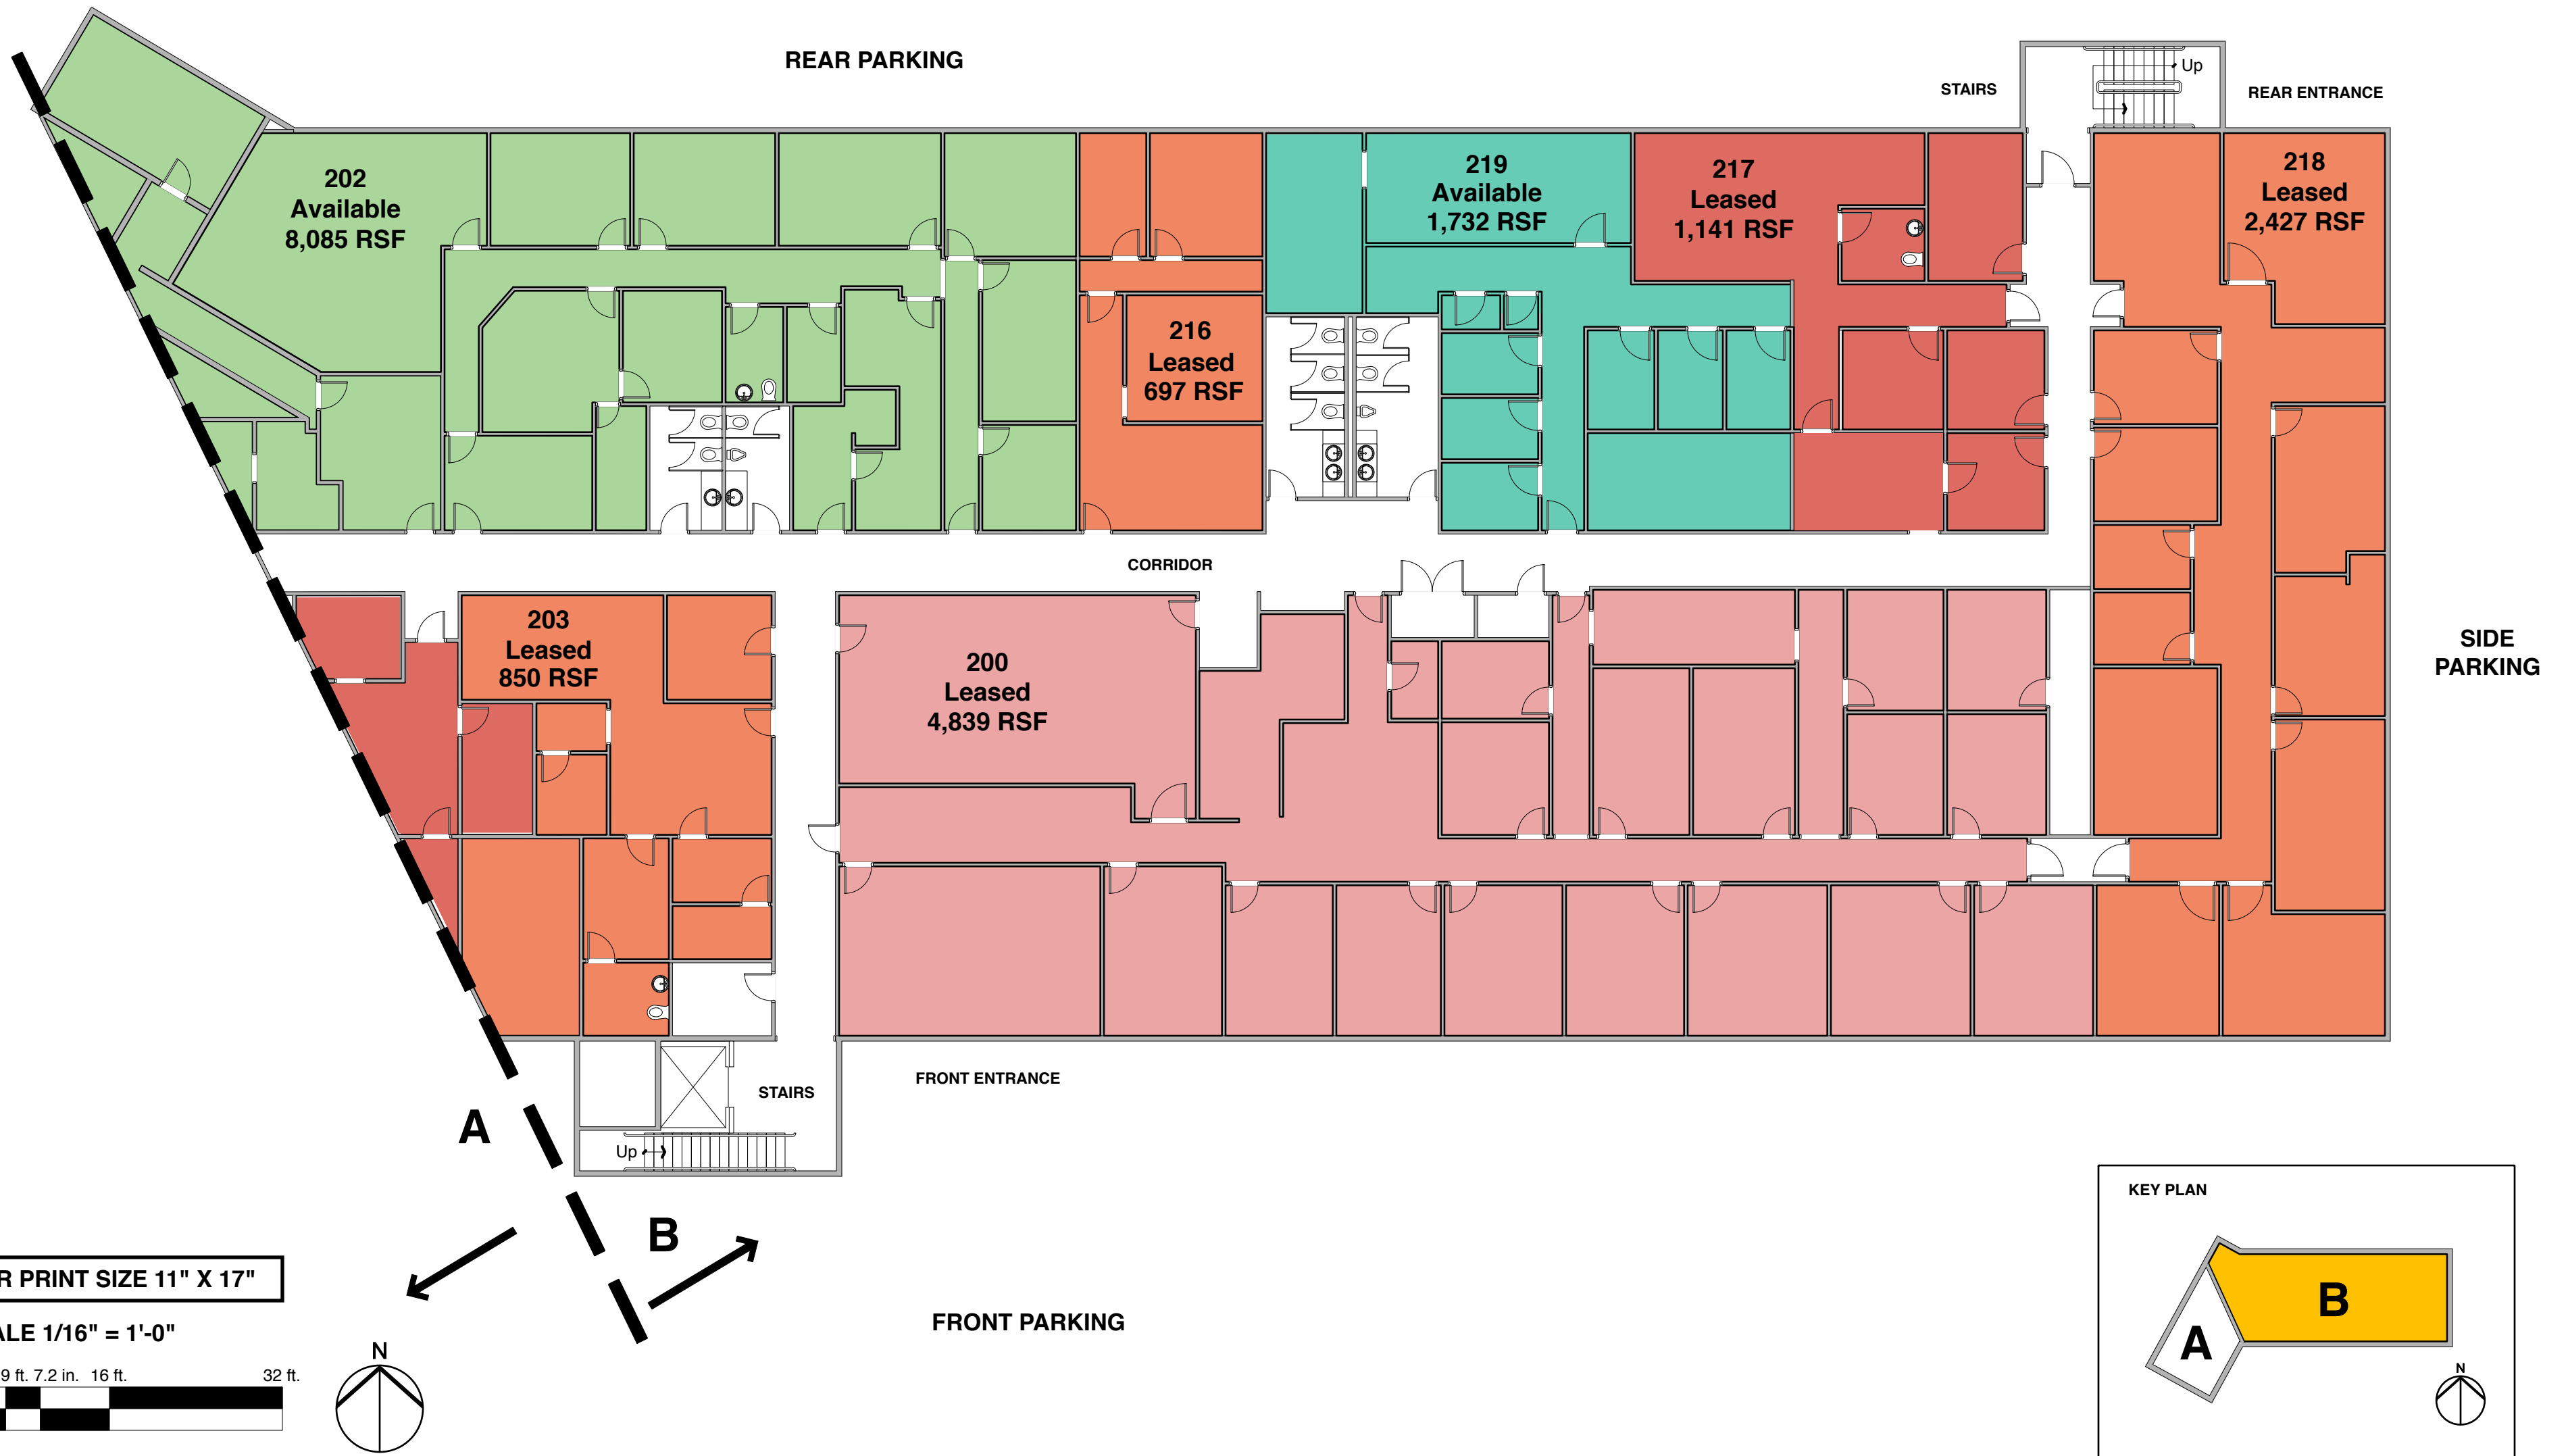 REAR PARKING
STAIRS
Up
REAR ENTRANCE
202
Available
8,085 RSF
219
Available
1,732 RSF
217
Leased
1,141 RSF
218
Leased
2,427 RSF
216
Leased
697 RSF
CORRIDOR
203
Leased
850 RSF
200
Leased
4,839 RSF
SIDE
PARKING
FRONT ENTRANCE
STAIRS
A
Up
B
KEY PLAN
B
A
N
PRINT SIZE 11" X 17"
1/16" = 1'-0"
FRONT PARKING
N
9 ft. 7.2 in. 16 ft. 32 ft.